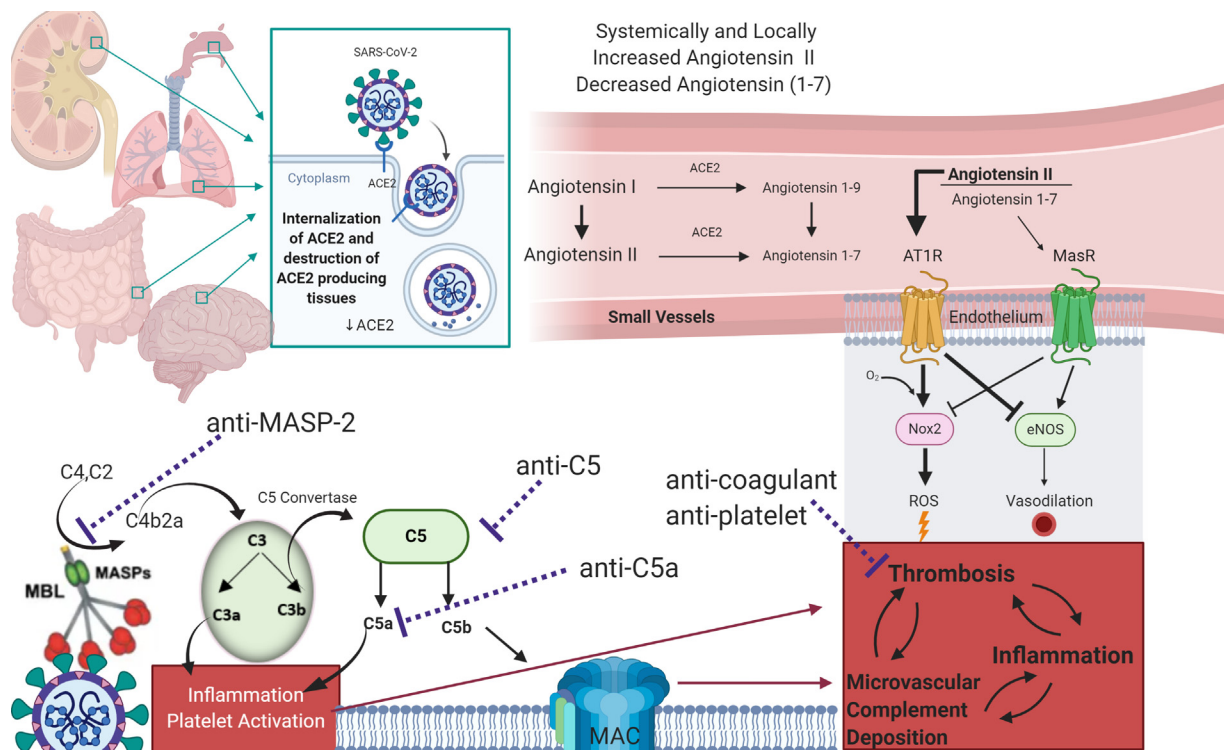 Systemically and Locally
Increased Angiotensin II
Decreased Angiotensin (1-7)
SARS-CoV-2
Cytoplasm
ACE2
Internalization
of ACE2 and
destruction of
ACE2 producing
tissues
↓ACE2
Angiotensin I
ACE2
Angiotensin 1-9
Angiotensin II
ACE2
Angiotensin 1-7
Angiotensin II
Angiotensin 1-7
AT1R
MasR
Small Vessels
Endothelium
O₂
Nox2
eNOS
ROS
Vasodilation
anti-MASP-2
C4,C2
C4b2a
MASPs
MBL
C5 Convertase
C3
C3a
C3b
C5
C5a
C5b
anti-C5
anti-C5a
anti-coagulant
anti-platelet
Inflammation
Platelet Activation
MAC
Thrombosis
Inflammation
Microvascular
Complement
Deposition